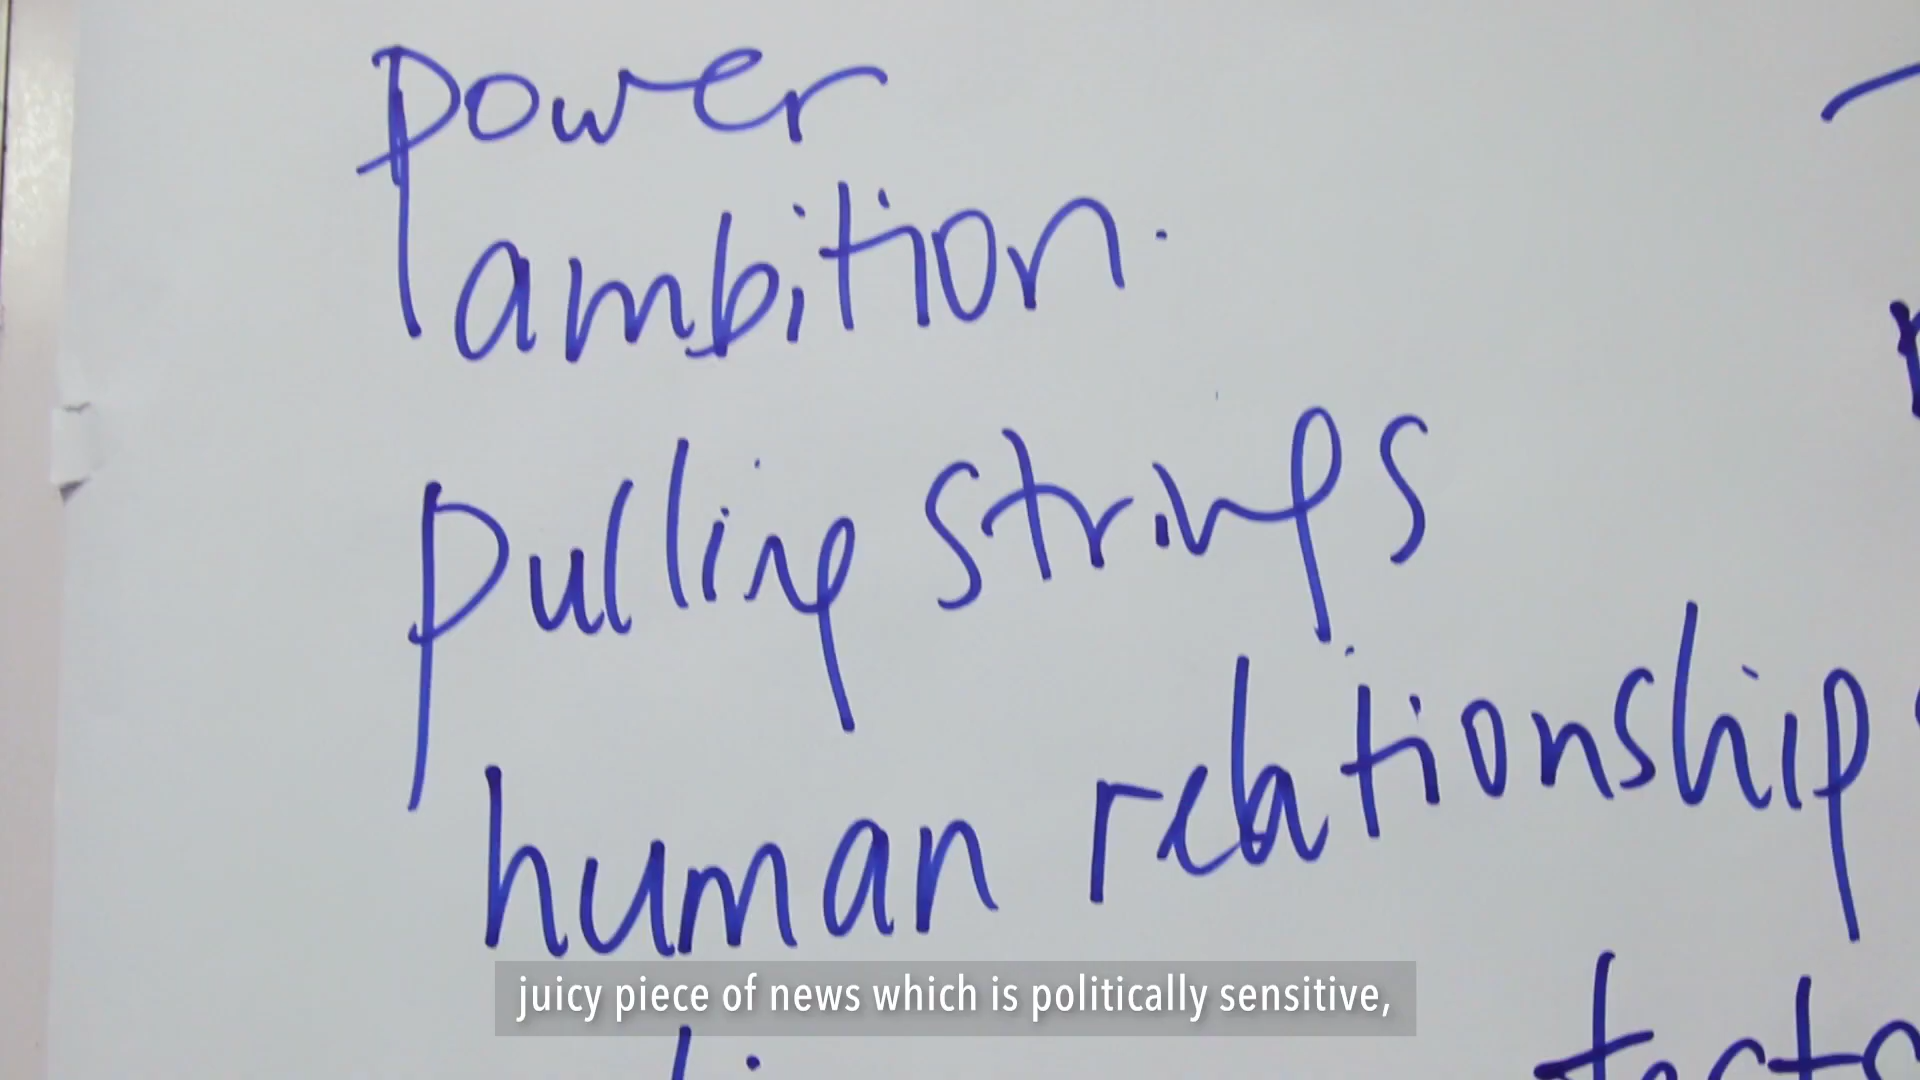 power
ambition.
pulling strings
human relationship
juicy piece of news which is politically sensitive,